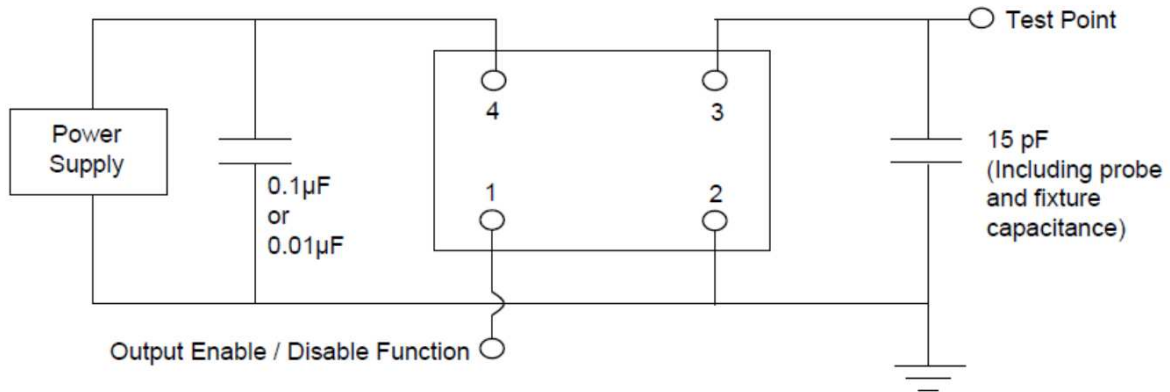 Test Point
4
3
Power
Supply
0.1µF
or
0.01µF
1
2
15 pF
(Including probe
and fixture
capacitance)
Output Enable / Disable Function